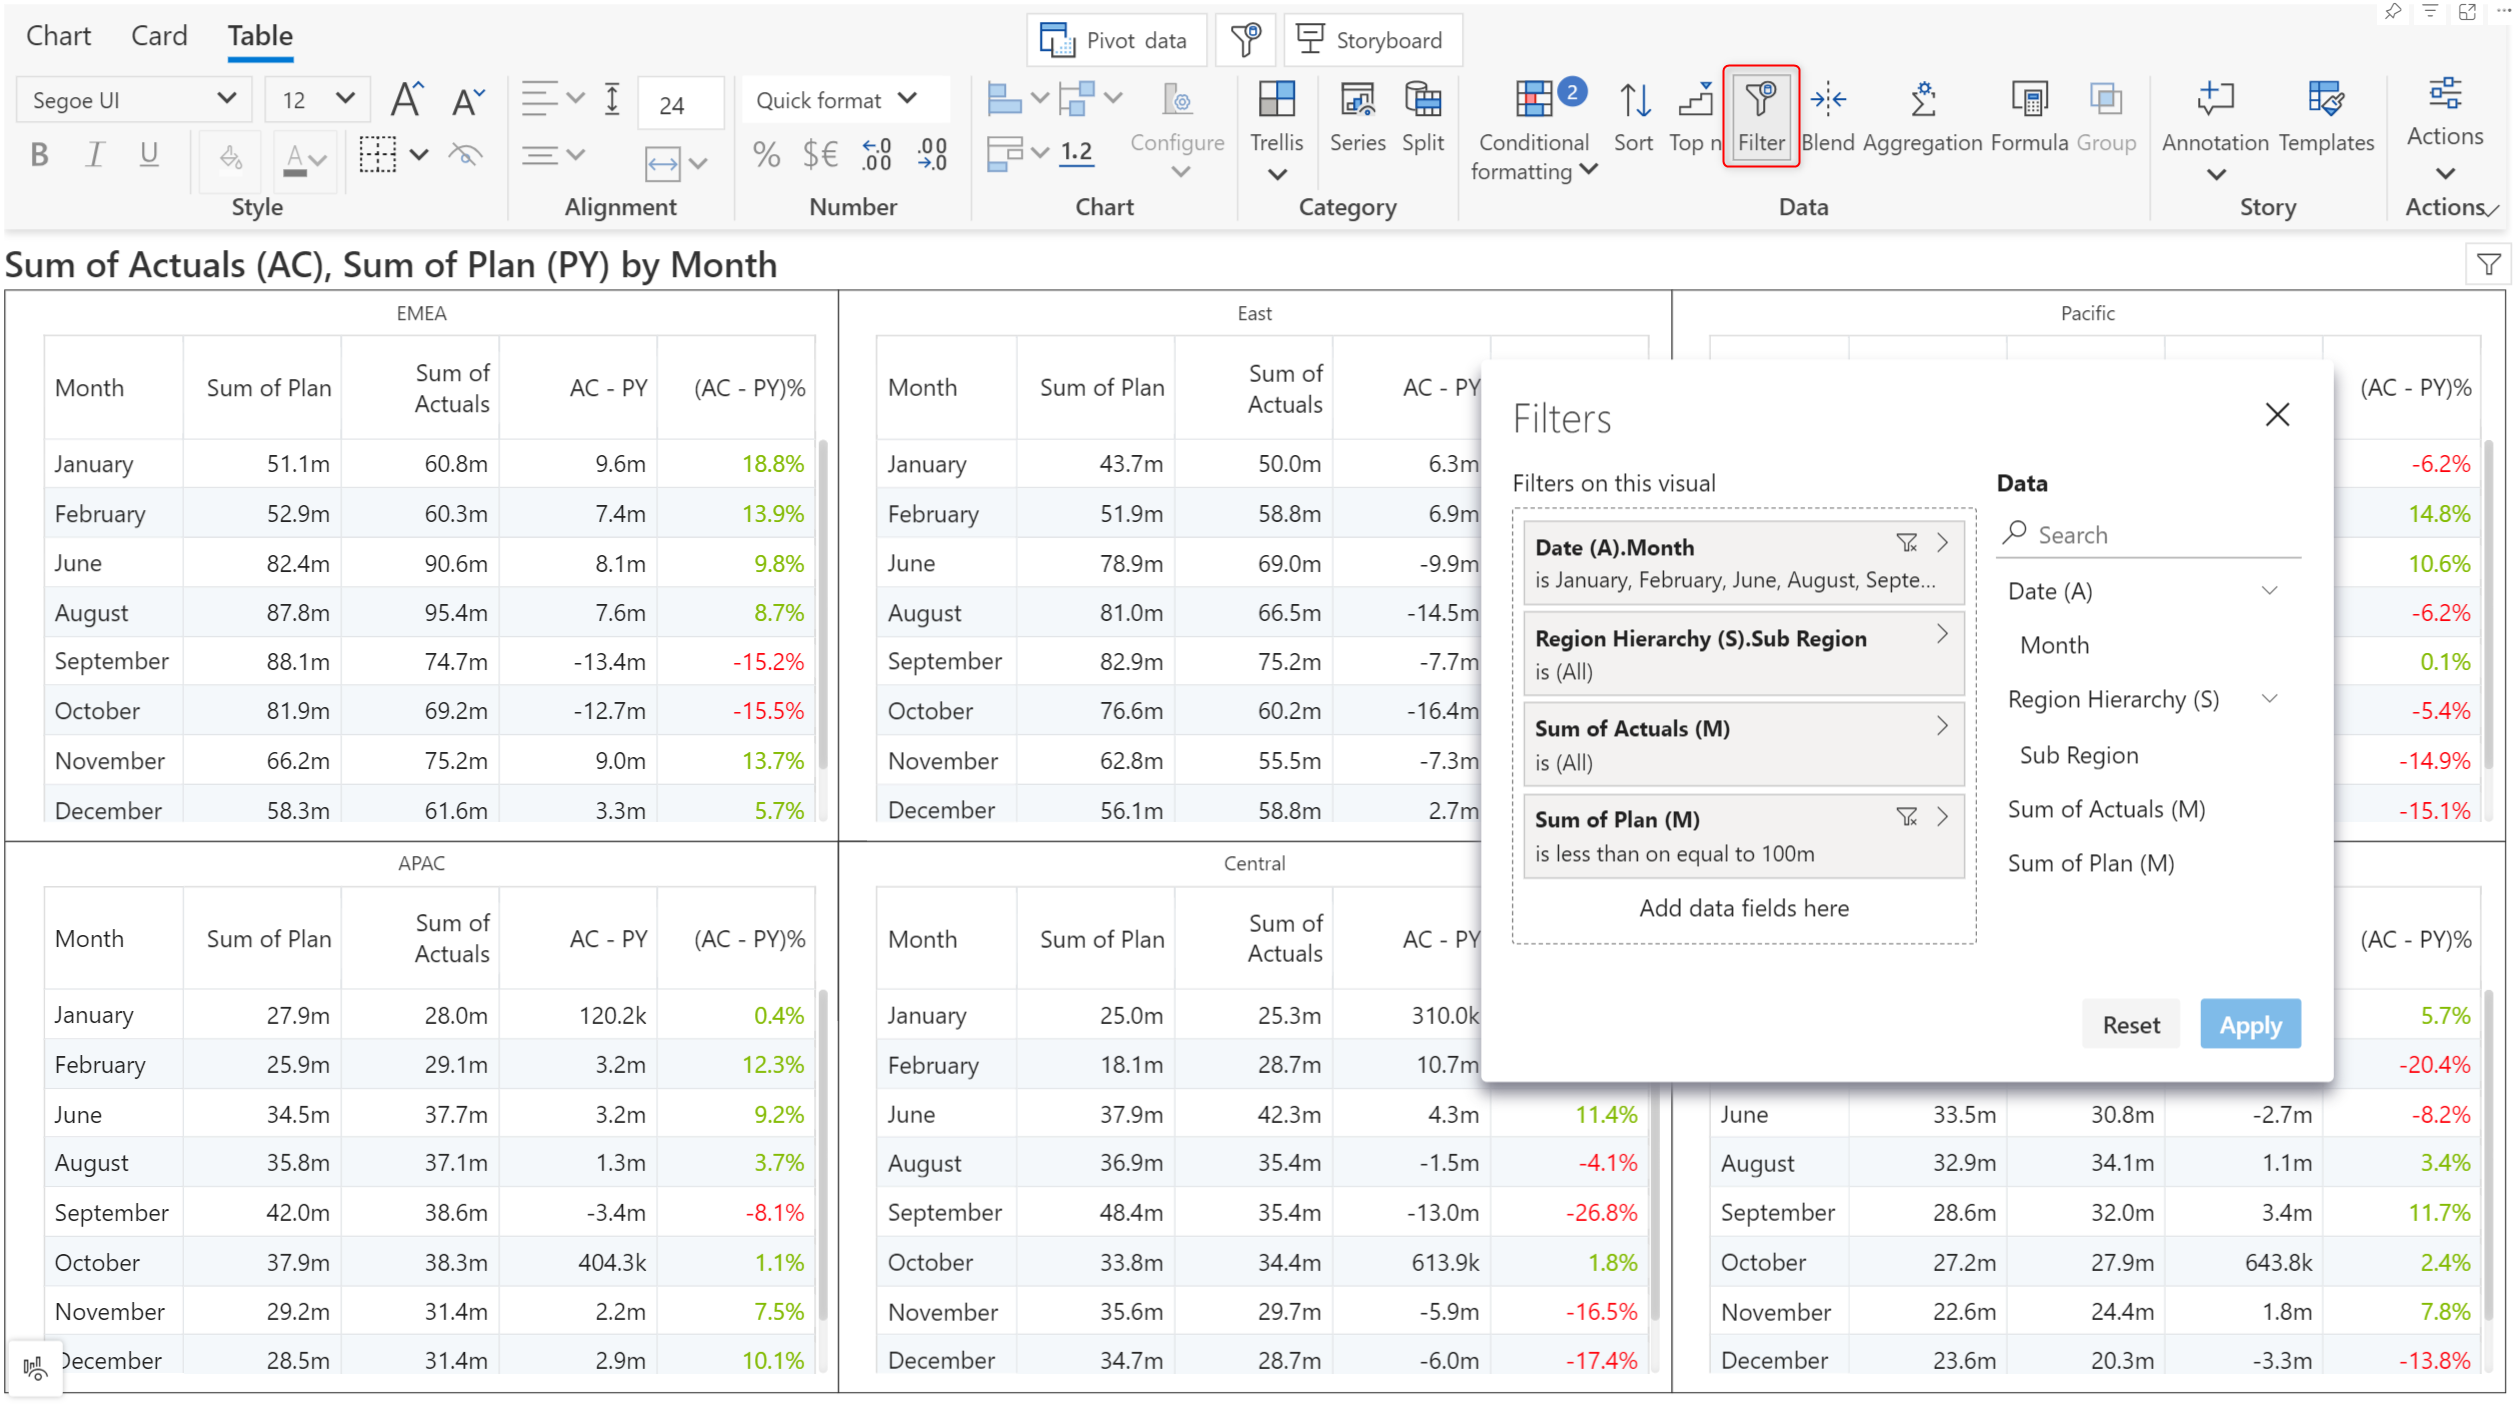 Chart Card Table
Pivot data Storyboard
Segoe UI 12 A A 24 Quick format Configure Trellis Series Split Conditional formatting 2 Sort Top n Filter Blend Aggregation Formula Group Annotation Templates Actions
B I U A % $€ .0 .00 .00 .0 1.2
Style Alignment Number Chart Category Data Story Actions
Sum of Actuals (AC), Sum of Plan (PY) by Month
EMEA
Month Sum of Plan Sum of Actuals AC - PY (AC - PY)%
January 51.1m 60.8m 9.6m 18.8%
February 52.9m 60.3m 7.4m 13.9%
June 82.4m 90.6m 8.1m 9.8%
August 87.8m 95.4m 7.6m 8.7%
September 88.1m 74.7m -13.4m -15.2%
October 81.9m 69.2m -12.7m -15.5%
November 66.2m 75.2m 9.0m 13.7%
December 58.3m 61.6m 3.3m 5.7%
East
Month Sum of Plan Sum of Actuals AC - PY
January 43.7m 50.0m 6.3m
February 51.9m 58.8m 6.9m
June 78.9m 69.0m -9.9m
August 81.0m 66.5m -14.5m
September 82.9m 75.2m -7.7m
October 76.6m 60.2m -16.4m
November 62.8m 55.5m -7.3m
December 56.1m 58.8m 2.7m
Pacific
(AC - PY)%
-6.2%
14.8%
10.6%
-6.2%
0.1%
-5.4%
-14.9%
-15.1%
Filters
Filters on this visual
Date (A).Month
is January, February, June, August, Septe...
Region Hierarchy (S).Sub Region
is (All)
Sum of Actuals (M)
is (All)
Sum of Plan (M)
is less than on equal to 100m
Add data fields here
Data
Search
Date (A)
Month
Region Hierarchy (S)
Sub Region
Sum of Actuals (M)
Sum of Plan (M)
Reset Apply
APAC
Month Sum of Plan Sum of Actuals AC - PY (AC - PY)%
January 27.9m 28.0m 120.2k 0.4%
February 25.9m 29.1m 3.2m 12.3%
June 34.5m 37.7m 3.2m 9.2%
August 35.8m 37.1m 1.3m 3.7%
September 42.0m 38.6m -3.4m -8.1%
October 37.9m 38.3m 404.3k 1.1%
November 29.2m 31.4m 2.2m 7.5%
December 28.5m 31.4m 2.9m 10.1%
Central
Month Sum of Plan Sum of Actuals AC - PY
January 25.0m 25.3m 310.0k
February 18.1m 28.7m 10.7m
June 37.9m 42.3m 4.3m 11.4%
August 36.9m 35.4m -1.5m -4.1%
September 48.4m 35.4m -13.0m -26.8%
October 33.8m 34.4m 613.9k 1.8%
November 35.6m 29.7m -5.9m -16.5%
December 34.7m 28.7m -6.0m -17.4%
(AC - PY)%
5.7%
-20.4%
June 33.5m 30.8m -2.7m -8.2%
August 32.9m 34.1m 1.1m 3.4%
September 28.6m 32.0m 3.4m 11.7%
October 27.2m 27.9m 643.8k 2.4%
November 22.6m 24.4m 1.8m 7.8%
December 23.6m 20.3m -3.3m -13.8%